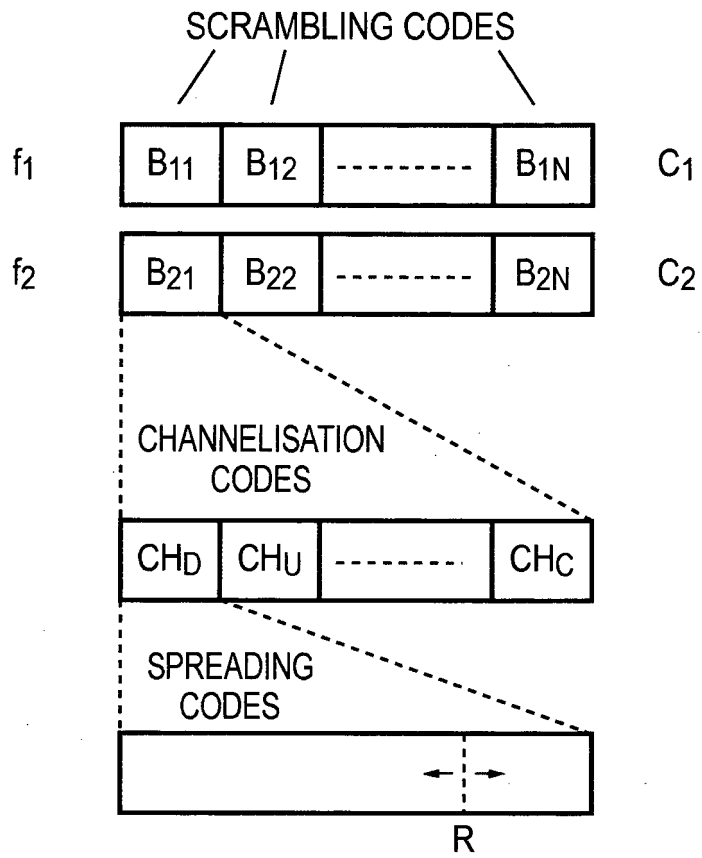 SCRAMBLING CODES
f1 B11 B12 B1N C1
f2 B21 B22 B2N C2
CHANNELISATION
CODES
CHD CHU CHC
SPREADING
CODES
R